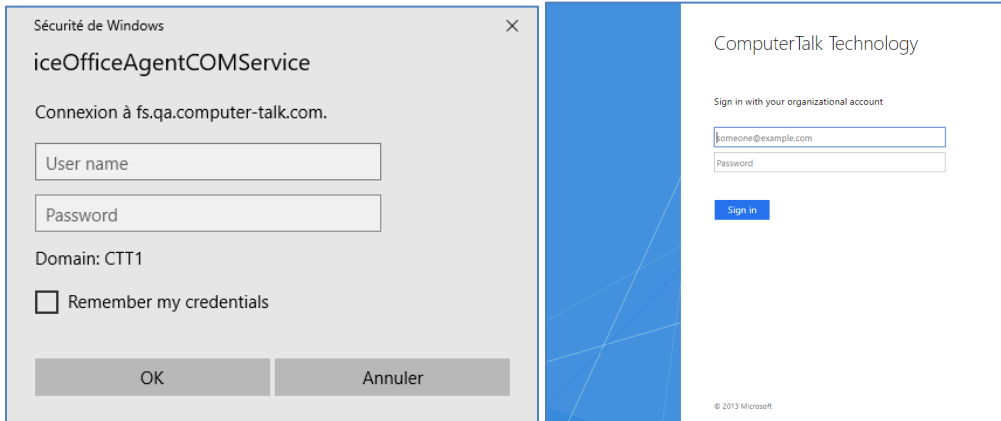 Sécurité de Windows
iceOfficeAgentCOMService
Connexion à fs.qa.computer-talk.com.
User name
Password
Domain: CTT1
Remember my credentials
OK
Annuler
ComputerTalk Technology
Sign in with your organizational account
someone@example.com
Password
Sign in
© 2013 Microsoft